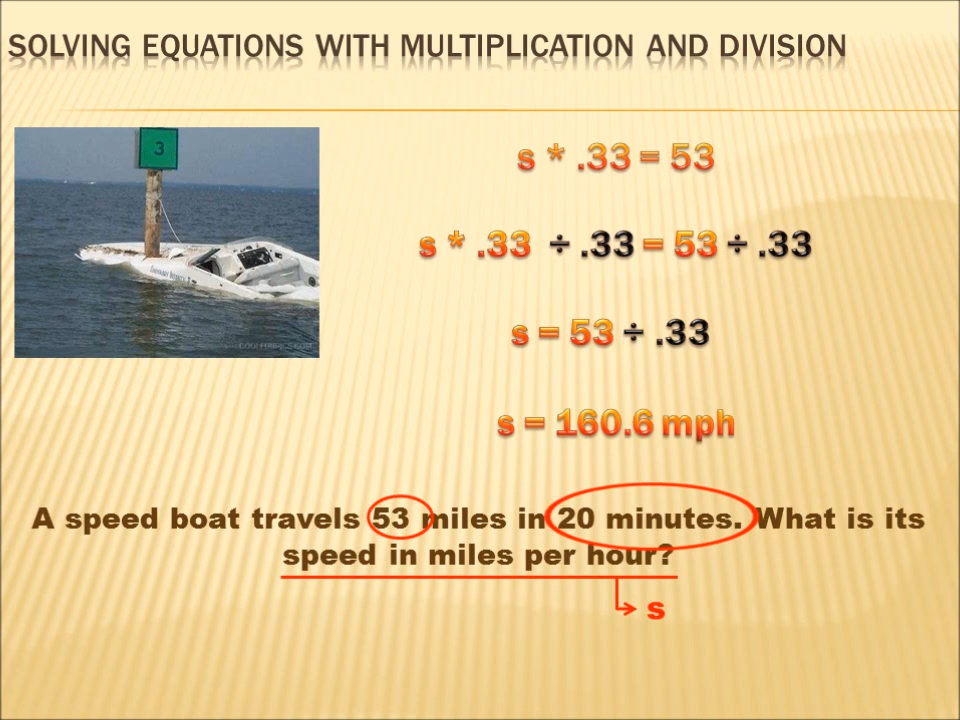 SOLVING EQUATIONS WITH MULTIPLICATION AND DIVISION
3
s * .33 = 53
s * .33 ÷ .33 = 53 ÷ .33
s = 53 ÷ .33
s = 160.6 mph
A speed boat travels 53 miles in 20 minutes. What is its
speed in miles per hour?
s